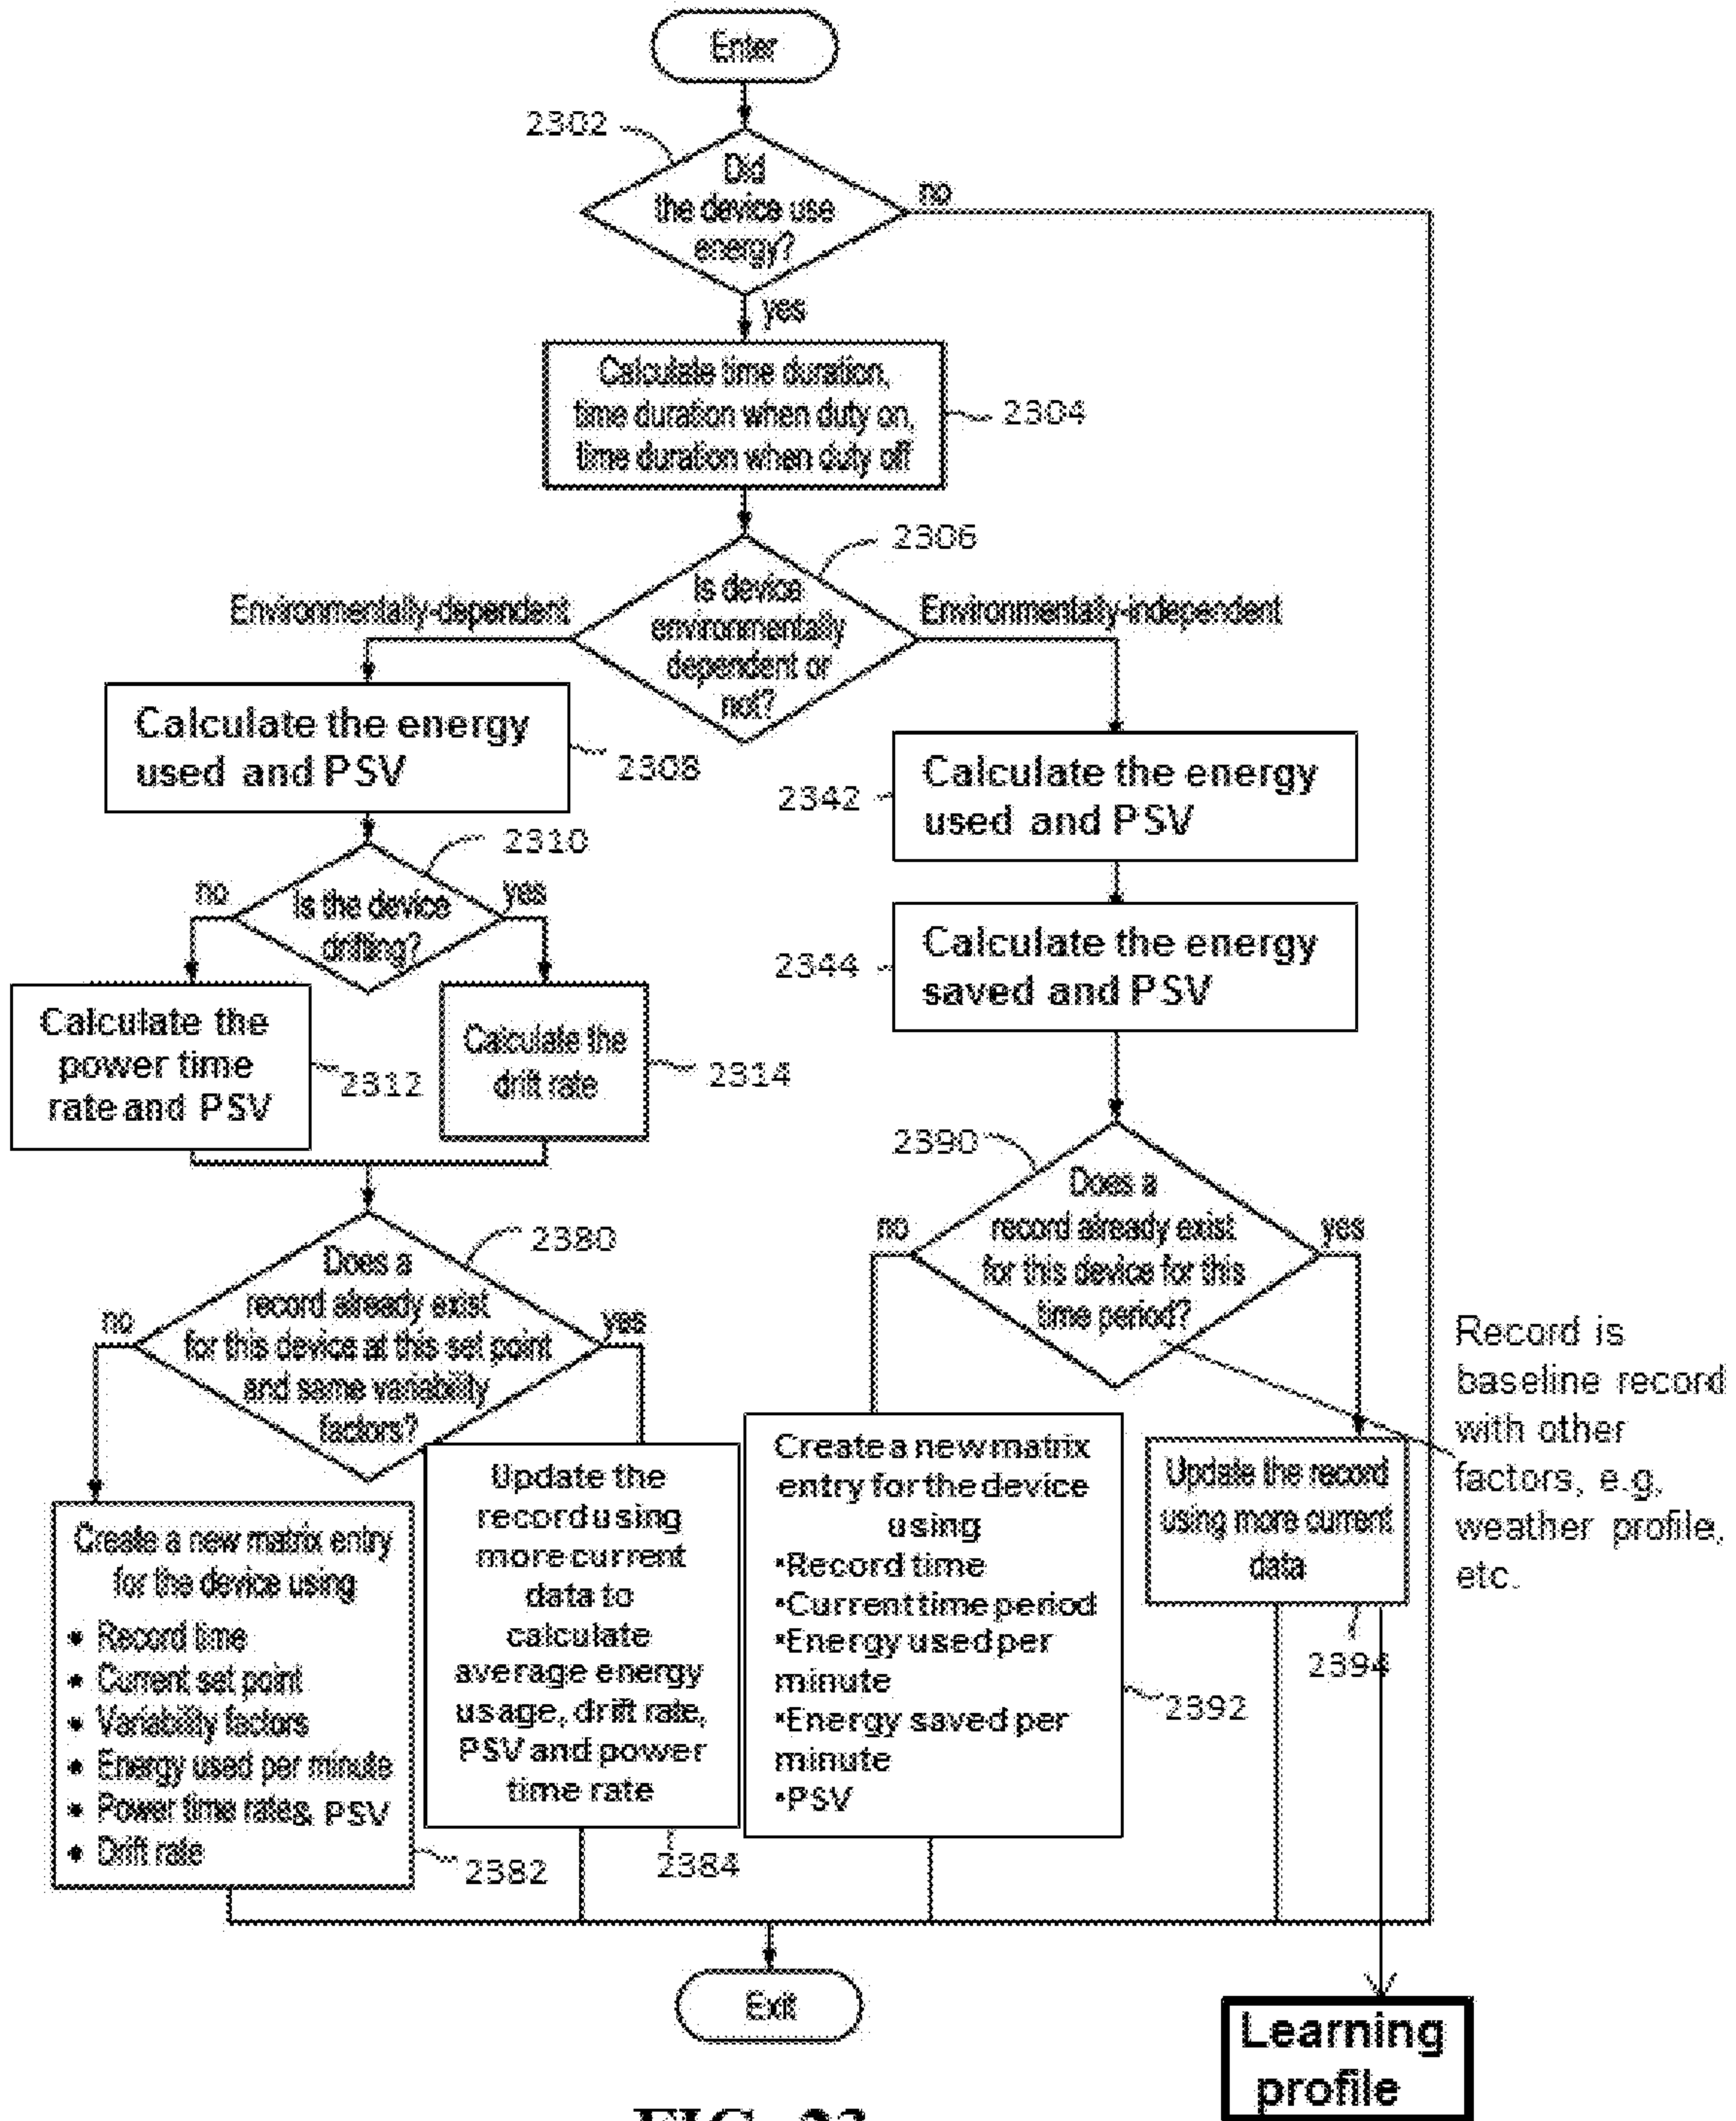 Enter
2302
Did
the device use
energy?
no
yes
Calculate time duration,
time duration when duty on,
time duration when duty off
2304
2306
Is device
environmentally
dependent or
not?
Environmentally-dependent
Environmentally-independent
Calculate the energy
used and PSV
2308
2342
Calculate the energy
used and PSV
2310
no
Is the device
drifting?
yes
2344
Calculate the energy
saved and PSV
Calculate the
power time
rate and PSV
2312
Calculate the
drift rate
2314
2390
Does a
record already exist
for this device for this
time period?
no
yes
2380
Does a
record already exist
for this device at this set point
and same variability
factors?
no
yes
Record is
baseline record
with other
factors, e.g.
weather profile,
etc.
Create a new matrix entry
for the device using
• Record time
• Current set point
• Variability factors
• Energy used per minute
• Power time rate& PSV
• Drift rate
2382
Update the
record using
more current
data to
calculate
average energy
usage, drift rate,
PSV and power
time rate
2384
Create a new matrix
entry for the device
using
•Record time
•Current time period
•Energy used per
minute
•Energy saved per
minute
•PSV
2392
Update the record
using more current
data
2394
Exit
Learning
profile
FIG. 23